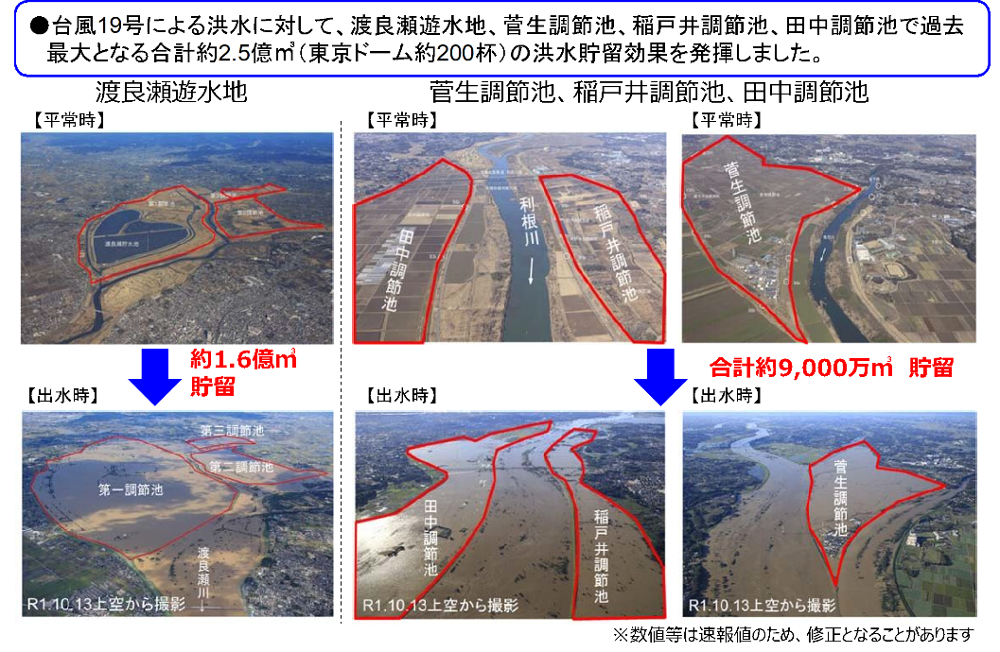 ●台風19号による洪水に対して、渡良瀬遊水地、菅生調節池、稲戸井調節池、田中調節池で過去
最大となる合計約2.5億㎥（東京ドーム約200杯）の洪水貯留効果を発揮しました。
渡良瀬遊水地
菅生調節池、稲戸井調節池、田中調節池
【平常時】
【平常時】
【平常時】
第1調節池
第2調節池
渡良瀬貯水池
田中調節池
利根川
稲戸井調節池
菅生調節池
約1.6億㎥
貯留
合計約9,000万㎥ 貯留
【出水時】
【出水時】
【出水時】
第三調節池
第二調節池
第一調節池
渡良瀬川
R1.10.13上空から撮影
田中調節池
稲戸井調節池
R1.10.13上空から撮影
菅生調節池
R1.10.13上空から撮影
※数値等は速報値のため、修正となることがあります